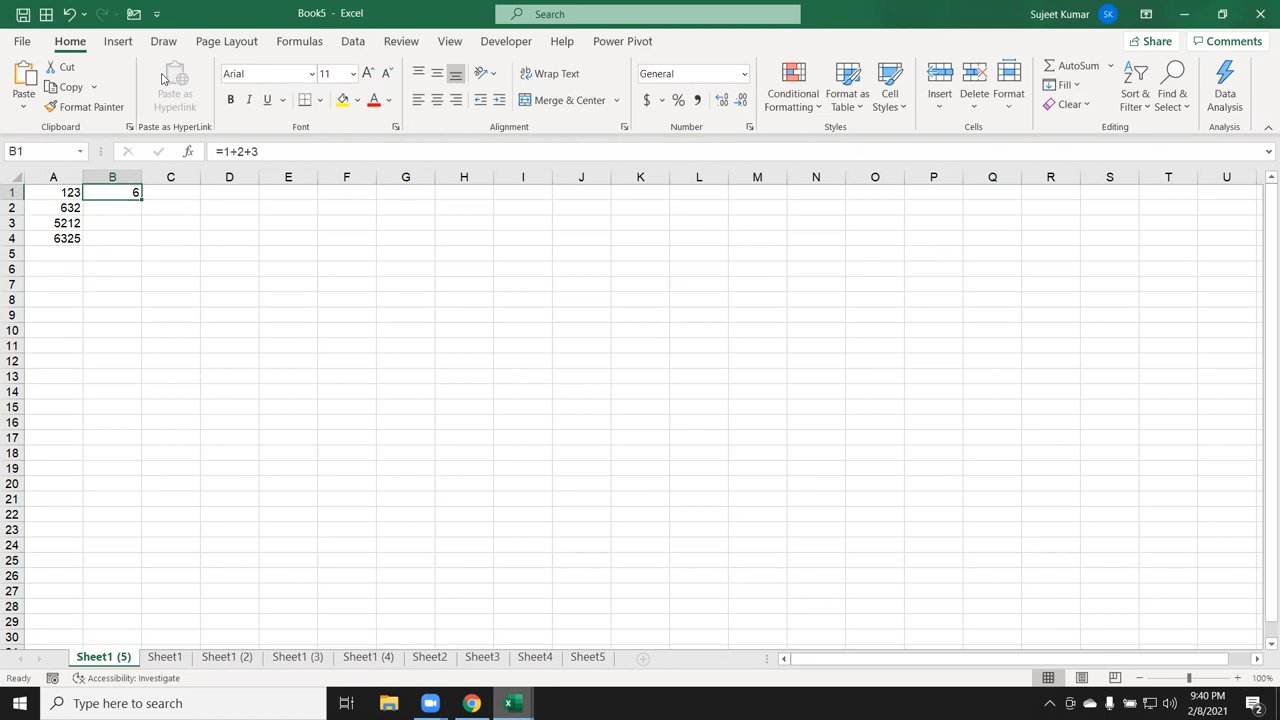 Book5 - Excel
Search
Sujeet Kumar
SK
File
Home
Insert
Draw
Page Layout
Formulas
Data
Review
View
Developer
Help
Power Pivot
Share
Comments
Paste
Cut
Copy
Format Painter
Clipboard
Paste as
Hyperlink
Paste as HyperLink
Arial
11
B I U
Font
Wrap Text
Merge & Center
Alignment
General
$ % ,
Number
Conditional
Formatting
Format as
Table
Cell
Styles
Styles
Insert
Delete
Format
Cells
AutoSum
Fill
Clear
Sort &
Filter
Find &
Select
Editing
Data
Analysis
Analysis
B1
fx
=1+2+3
A B C D E F G H I J K L M N O P Q R S T U
1 123 6
2 632
3 5212
4 6325
5
6
7
8
9
10
11
12
13
14
15
16
17
18
19
20
21
22
23
24
25
26
27
28
29
30
Sheet1 (5)
Sheet1
Sheet1 (2)
Sheet1 (3)
Sheet1 (4)
Sheet2
Sheet3
Sheet4
Sheet5
Ready
Accessibility: Investigate
100%
Type here to search
9:40 PM
2/8/2021
2